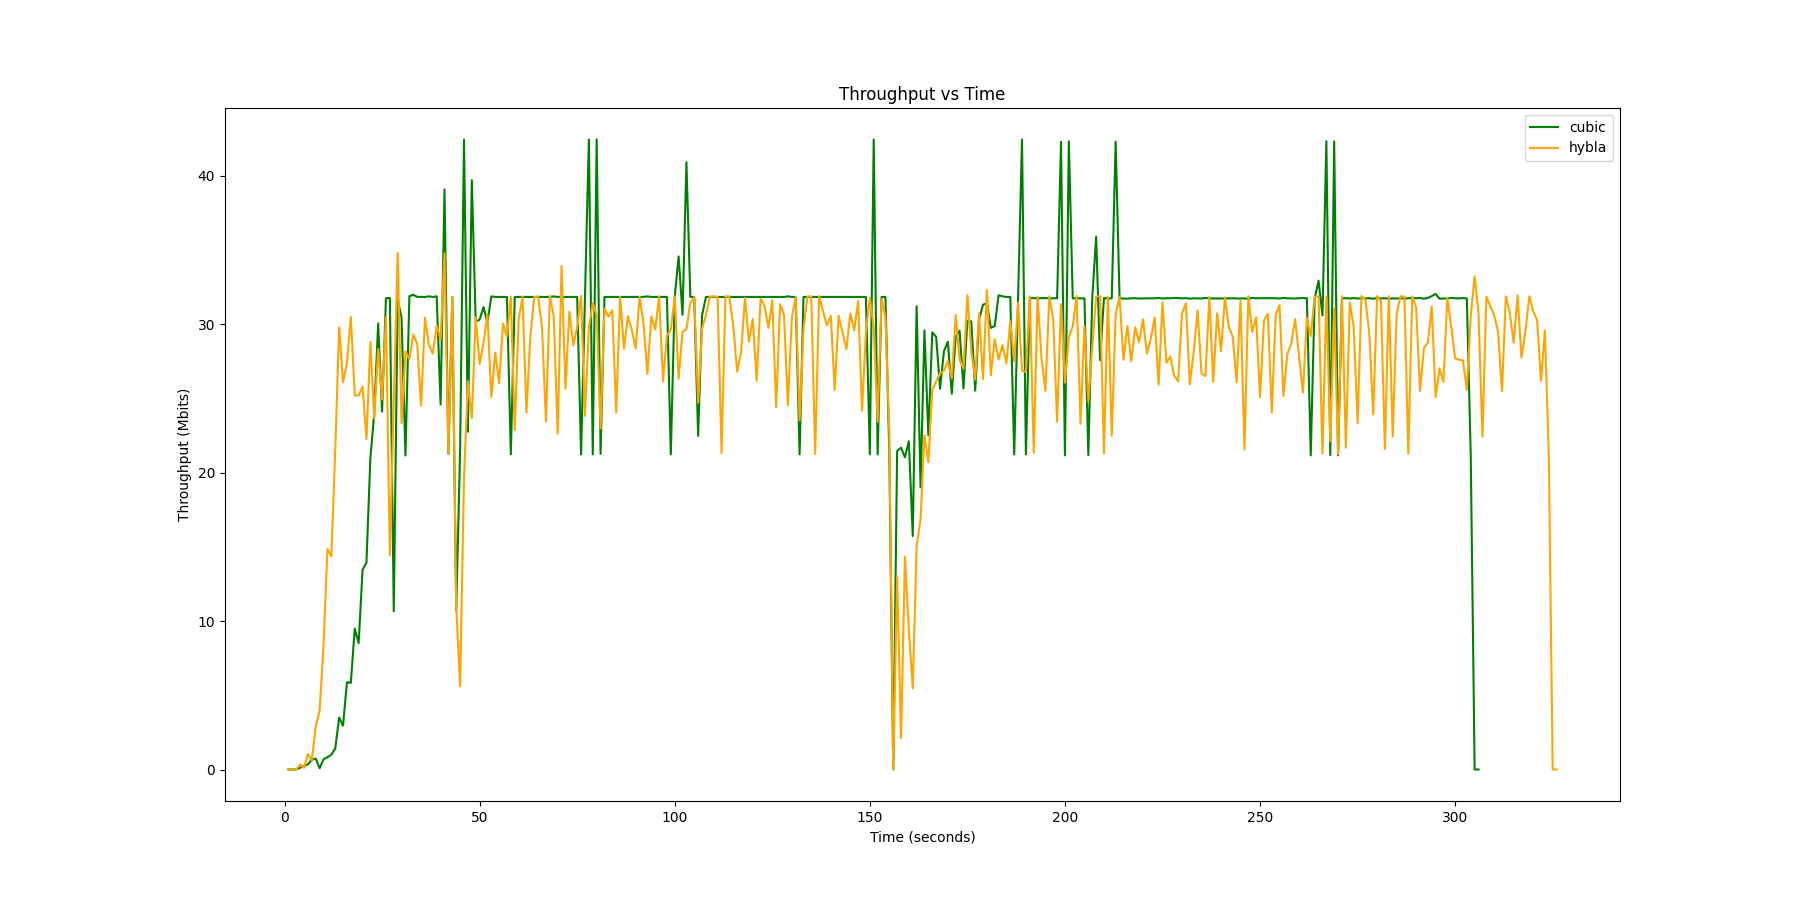 Throughput vs Time
cubic
hybla
Throughput (Mbits)
40
30
20
10
0
0 50 100 150 200 250 300
Time (seconds)